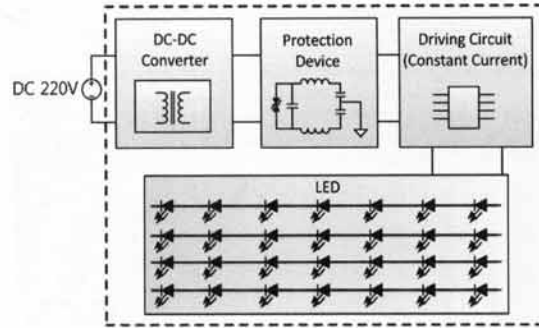 DC 220V
DC-DC
Converter
Protection
Device
Driving Circuit
(Constant Current)
LED